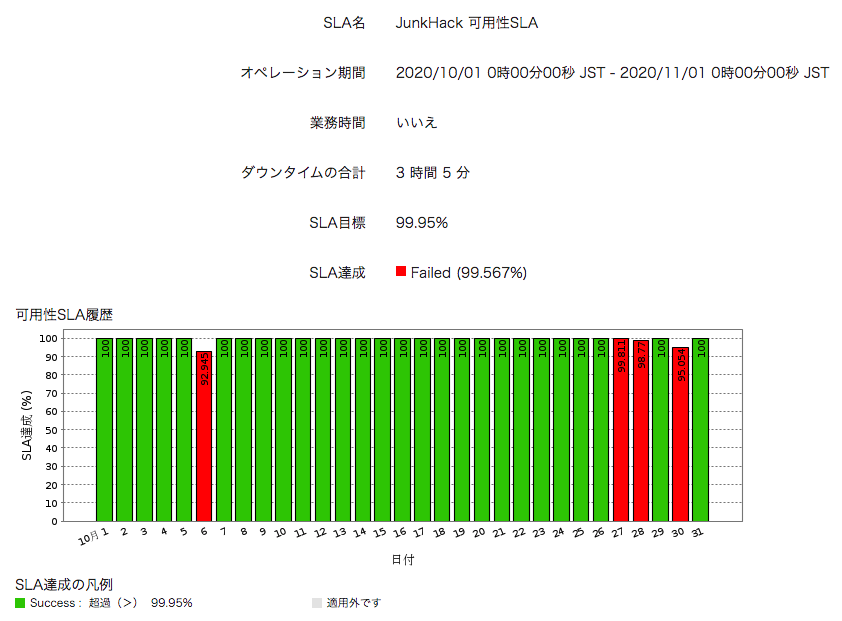 SLA名 JunkHack 可用性SLA
オペレーション期間 2020/10/01 0時00分00秒 JST - 2020/11/01 0時00分00秒 JST
業務時間 いいえ
ダウンタイムの合計 3 時間 5 分
SLA目標 99.95%
SLA達成 Failed (99.567%)
可用性SLA履歴
SLA達成 (%)
100
90
80
70
60
50
40
30
20
10
0
100 100 100 100 100 92.945 100 100 100 100 100 100 100 100 100 100 100 100 100 100 100 100 100 100 100 100 99.811 98.77 100 95.054 100
10月 1 2 3 4 5 6 7 8 9 10 11 12 13 14 15 16 17 18 19 20 21 22 23 24 25 26 27 28 29 30 31
日付
SLA達成の凡例
Success : 超過（＞） 99.95% 適用外です